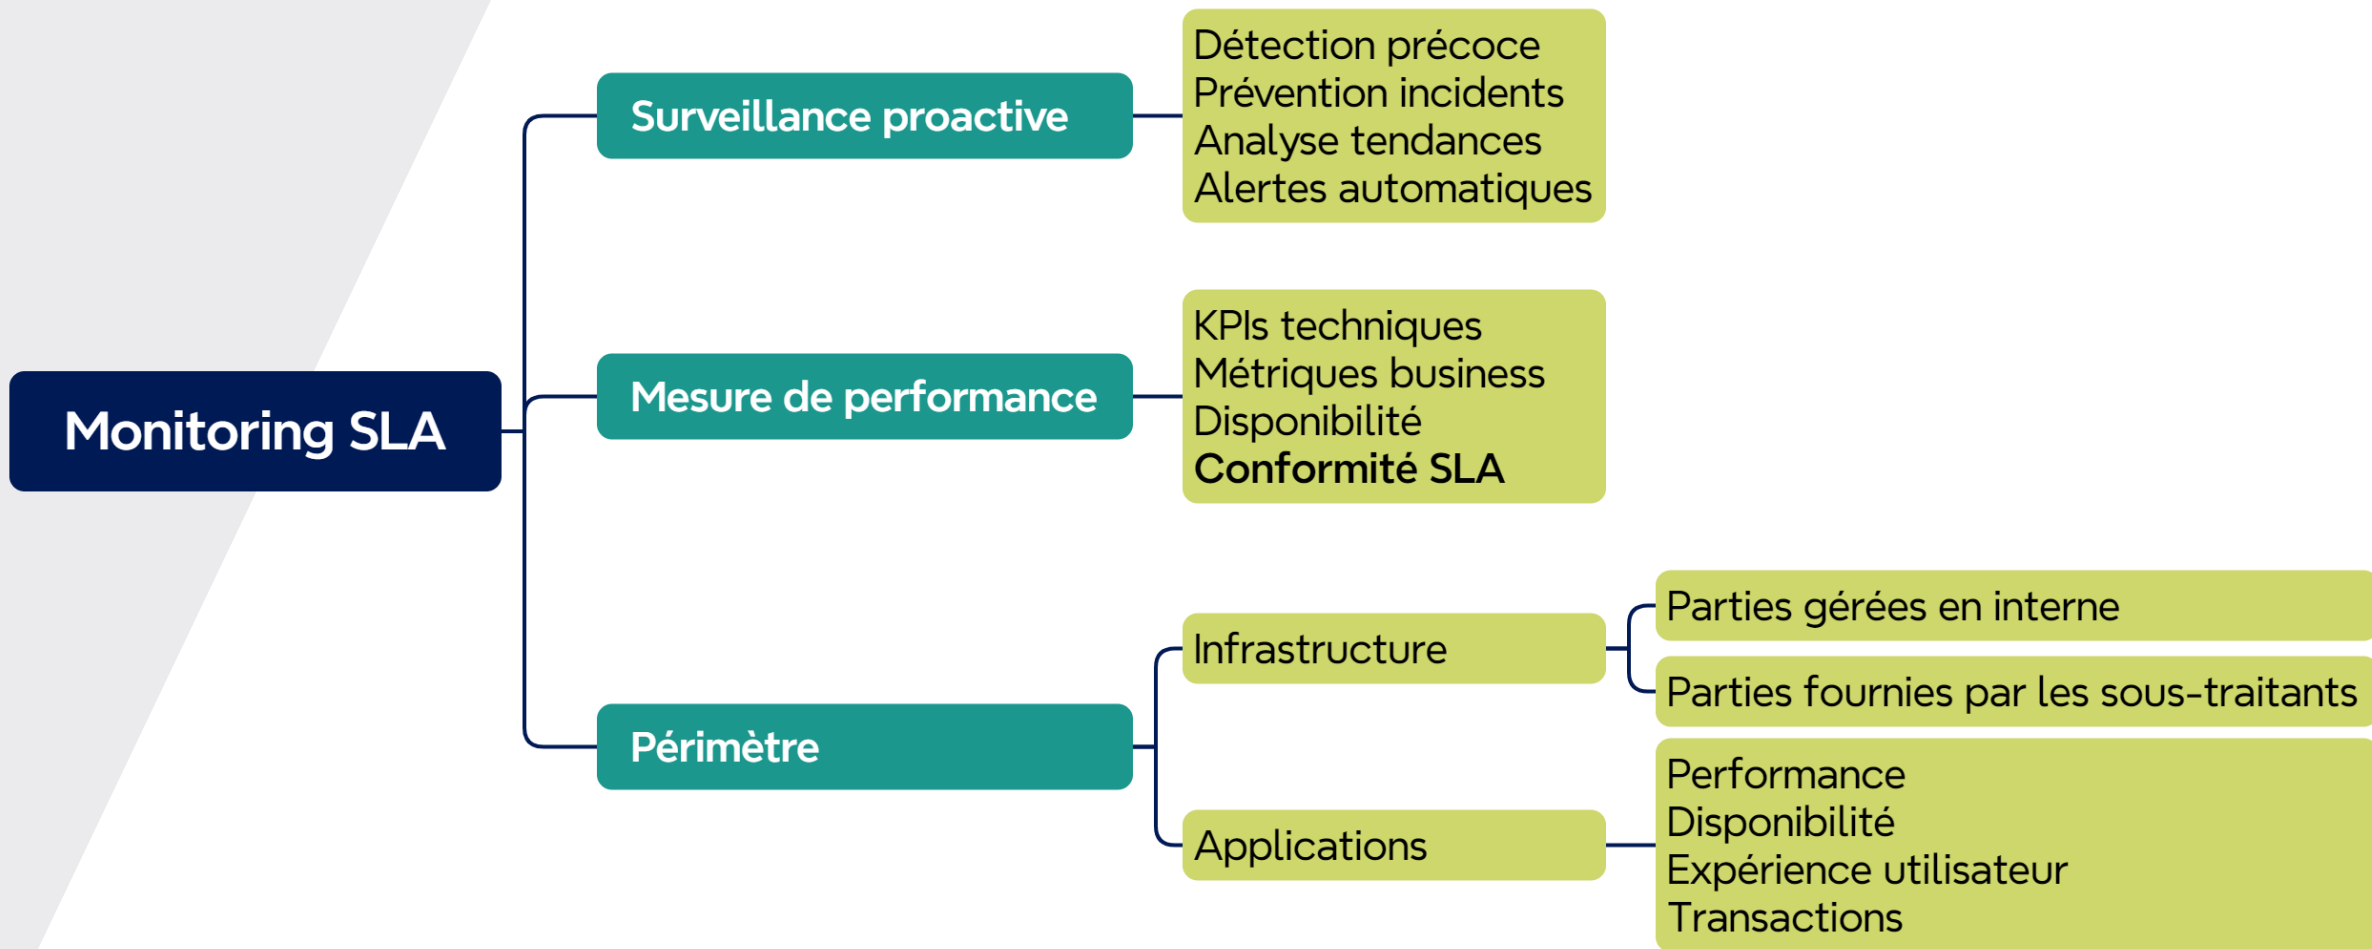 Monitoring SLA
Surveillance proactive
Détection précoce
Prévention incidents
Analyse tendances
Alertes automatiques
Mesure de performance
KPIs techniques
Métriques business
Disponibilité
Conformité SLA
Périmètre
Infrastructure
Parties gérées en interne
Parties fournies par les sous-traitants
Applications
Performance
Disponibilité
Expérience utilisateur
Transactions